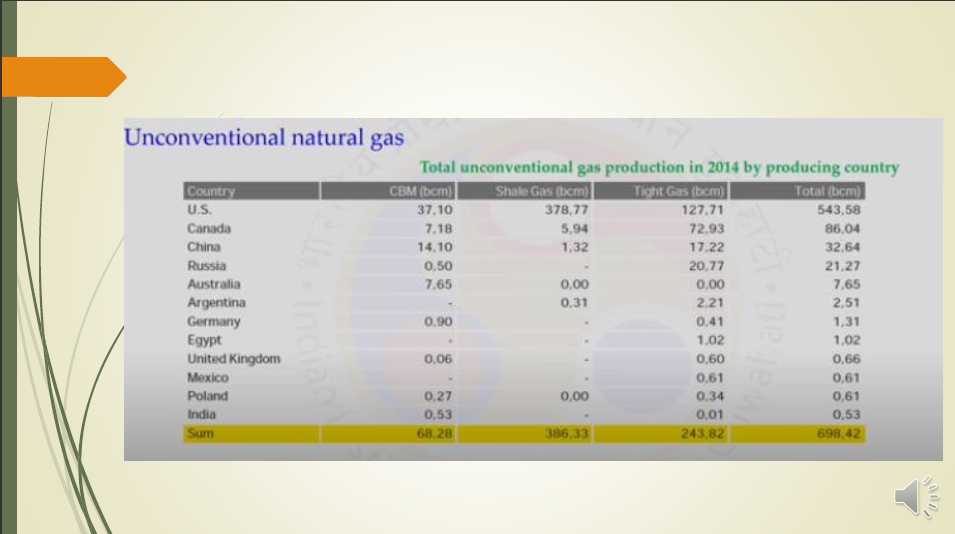 Unconventional natural gas
Total unconventional gas production in 2014 by producing country
Country CBM (bcm) Shale Gas (bcm) Tight Gas (bcm) Total (bcm)
U.S. 37,10 378,77 127,71 543,58
Canada 7,18 5,94 72,93 86,04
China 14,10 1,32 17,22 32,64
Russia 0,50 - 20,77 21,27
Australia 7,65 0,00 0,00 7,65
Argentina - 0,31 2,21 2,51
Germany 0,90 - 0,41 1,31
Egypt - - 1,02 1,02
United Kingdom 0,06 - 0,60 0,66
Mexico - - 0,61 0,61
Poland 0,27 0,00 0,34 0,61
India 0,53 - 0,01 0,53
Sum 68,28 386,33 243,82 698,42